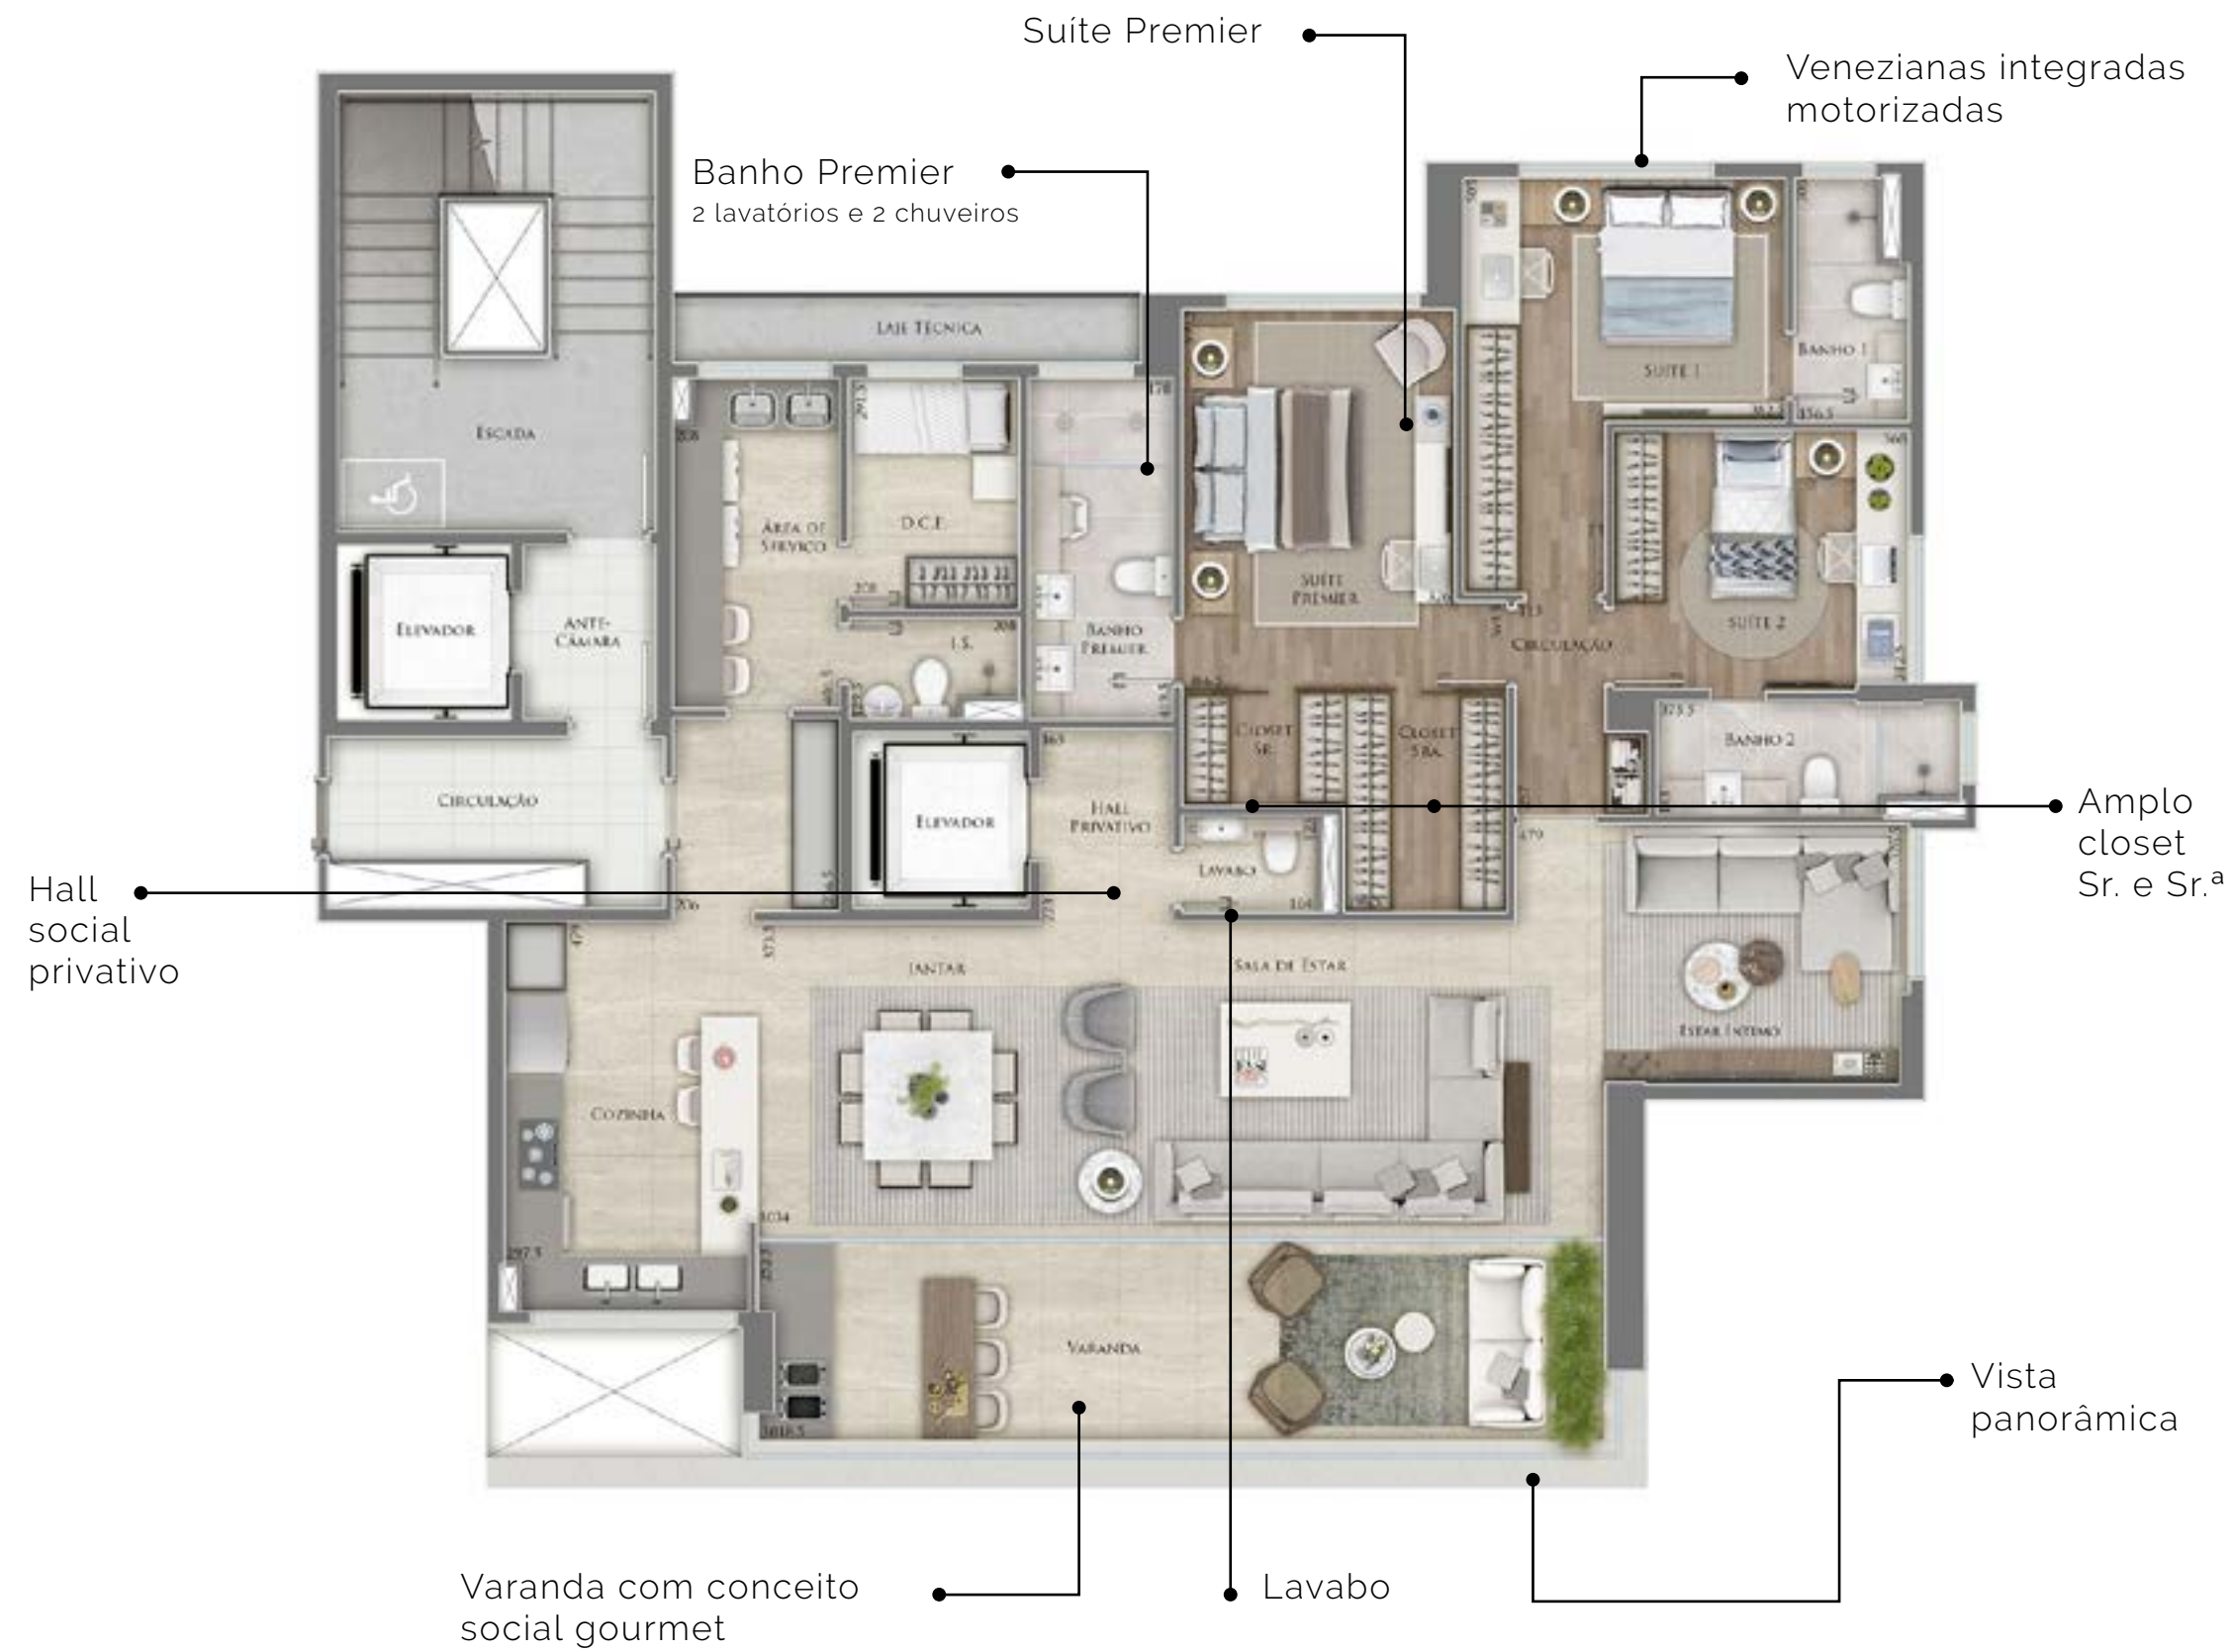 Suíte Premier
Venezianas integradas
motorizadas
Banho Premier
2 lavatórios e 2 chuveiros
LAJE TÉCNICA
BANHO 1
SUÍTE 1
ESCADA
ÁREA DE
SERVIÇO
D.C.E.
SUÍTE
PREMIER
SUÍTE 2
ELEVADOR
ANTE-
CÂMARA
I.S.
BANHO
PREMIER
CIRCULAÇÃO
CLOSET
SR.
CLOSET
SRA.
BANHO 2
CIRCULAÇÃO
ELEVADOR
HALL
PRIVATIVO
LAVABO
Amplo
closet
Sr. e Sr.ª
Hall
social
privativo
JANTAR
SALA DE ESTAR
ESTAR ÍNTIMO
COZINHA
VARANDA
Vista
panorâmica
Varanda com conceito
social gourmet
Lavabo